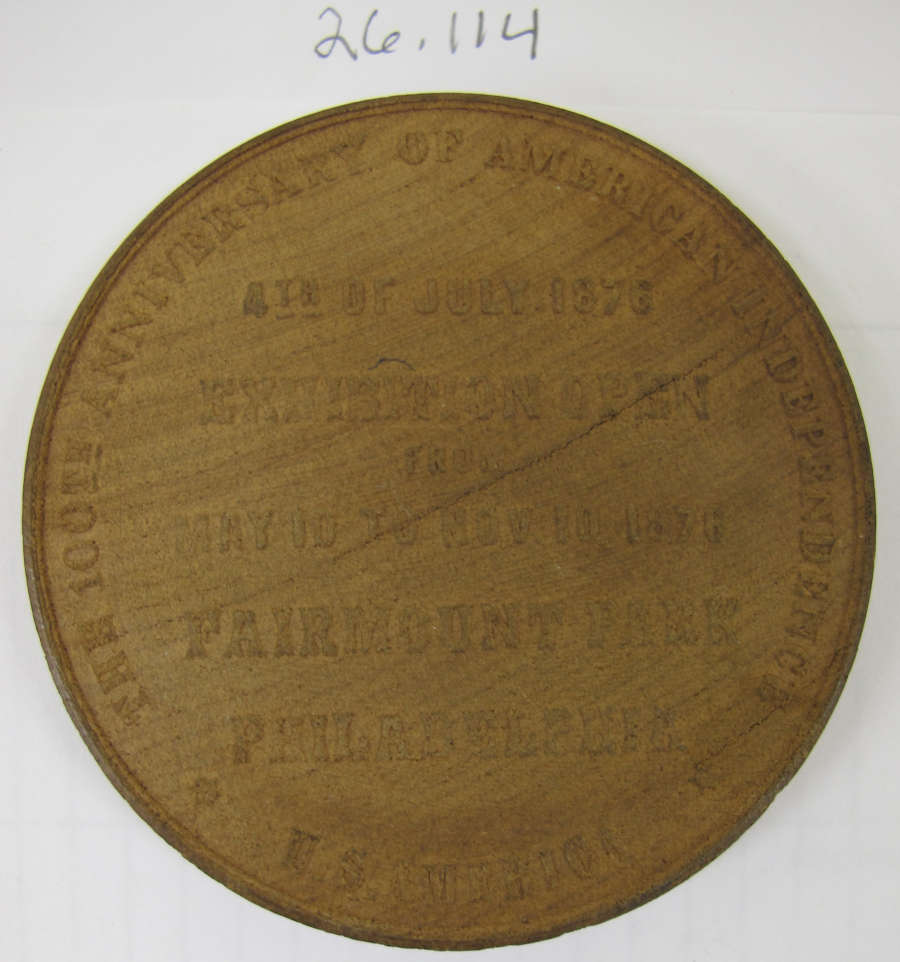 26.114
THE 100TH ANNIVERSARY OF AMERICAN INDEPENDENCE
4TH OF JULY 1876
EXHIBITION OPEN
FROM
MAY 10 TO NOV 10 1876
FAIRMOUNT PARK
PHILADELPHIA
U S AMERICA